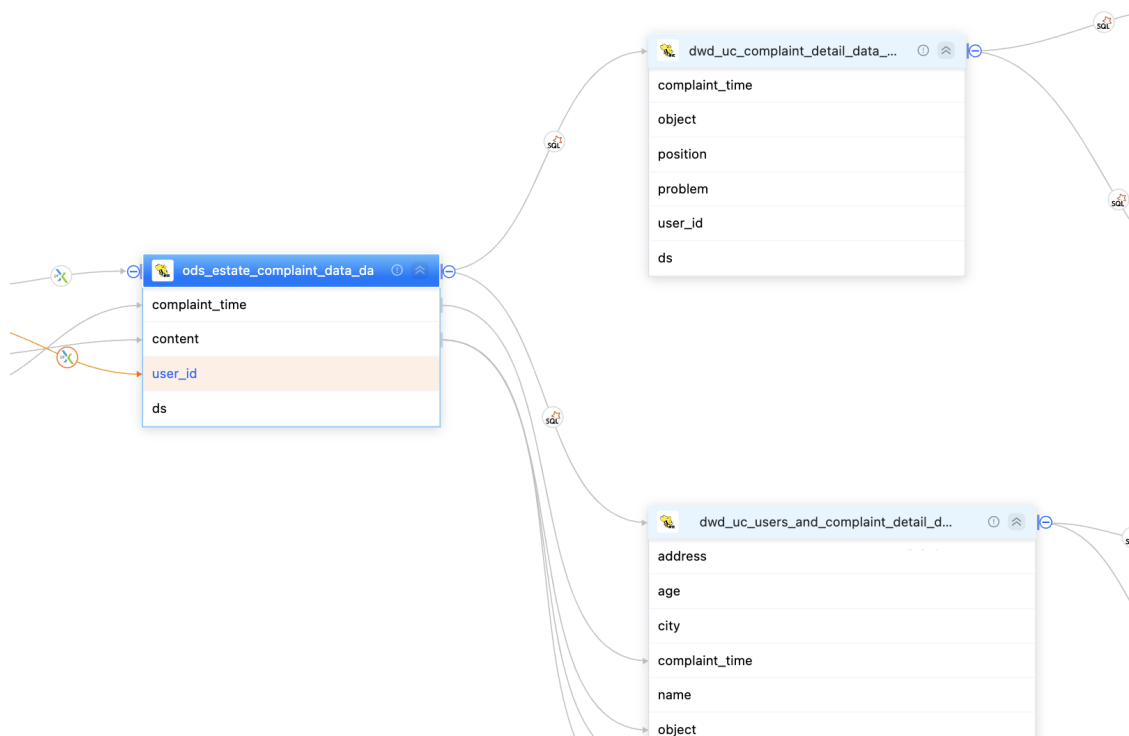 SQL
dwd_uc_complaint_detail_data_...
complaint_time
object
position
problem
user_id
ds
SQL
SQL
ods_estate_complaint_data_da
complaint_time
content
user_id
ds
SQL
dwd_uc_users_and_complaint_detail_d...
address
age
city
complaint_time
name
object